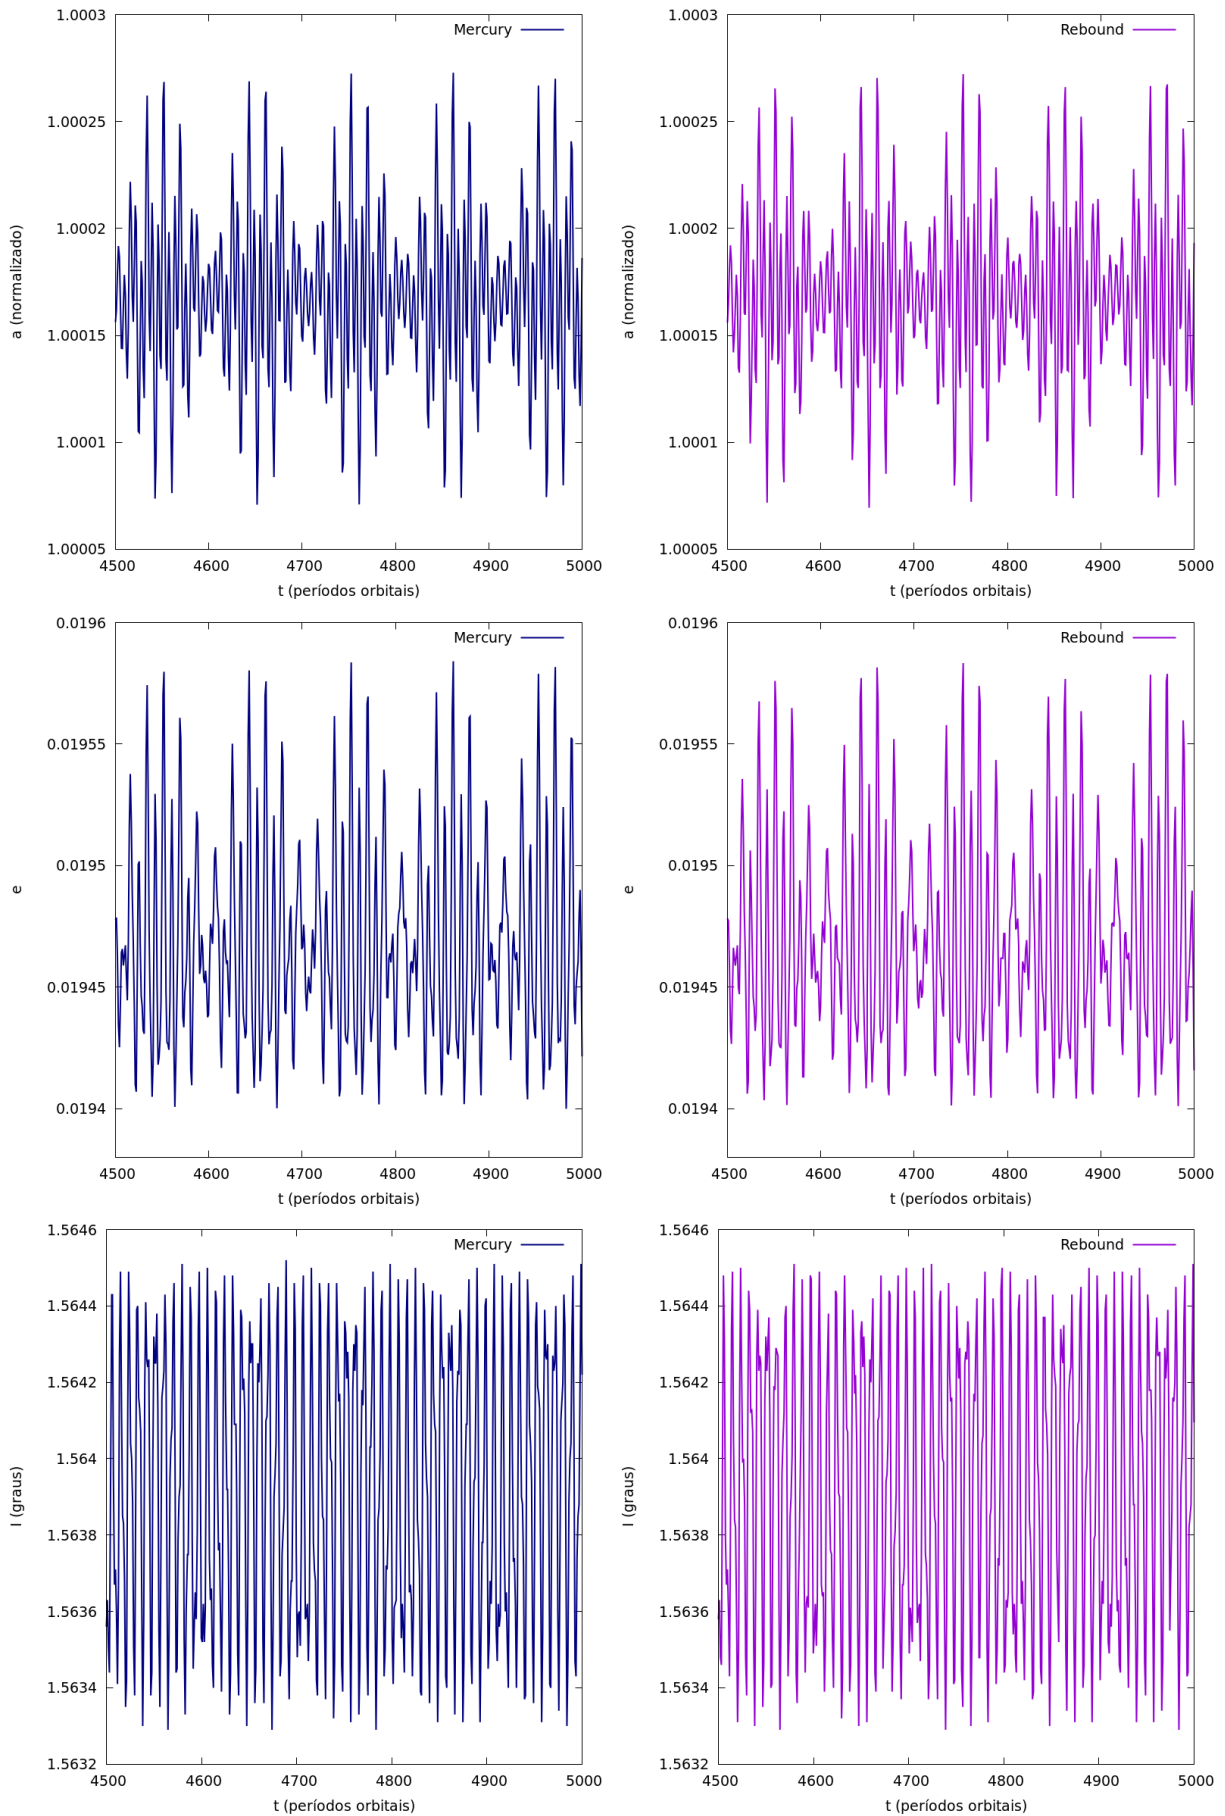 1.0003
1.00025
1.0002
1.00015
1.0001
1.00005
a (normalizado)
Mercury
4500 4600 4700 4800 4900 5000
t (períodos orbitais)
1.0003
1.00025
1.0002
1.00015
1.0001
1.00005
a (normalizado)
Rebound
4500 4600 4700 4800 4900 5000
t (períodos orbitais)
0.0196
0.01955
0.0195
0.01945
0.0194
e
Mercury
4500 4600 4700 4800 4900 5000
t (períodos orbitais)
0.0196
0.01955
0.0195
0.01945
0.0194
e
Rebound
4500 4600 4700 4800 4900 5000
t (períodos orbitais)
1.5646
1.5644
1.5642
1.564
1.5638
1.5636
1.5634
1.5632
I (graus)
Mercury
4500 4600 4700 4800 4900 5000
t (períodos orbitais)
1.5646
1.5644
1.5642
1.564
1.5638
1.5636
1.5634
1.5632
I (graus)
Rebound
4500 4600 4700 4800 4900 5000
t (períodos orbitais)